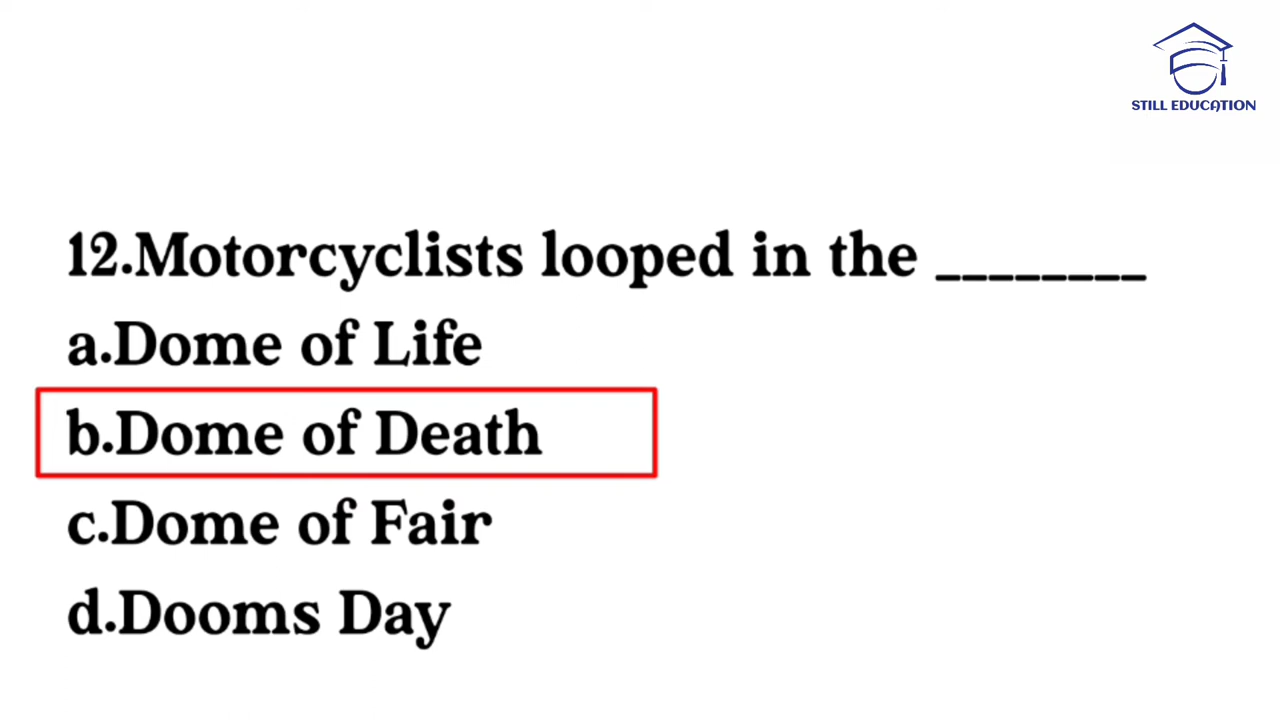 STILL EDUCATION
12.Motorcyclists looped in the ________
a.Dome of Life
b.Dome of Death
c.Dome of Fair
d.Dooms Day